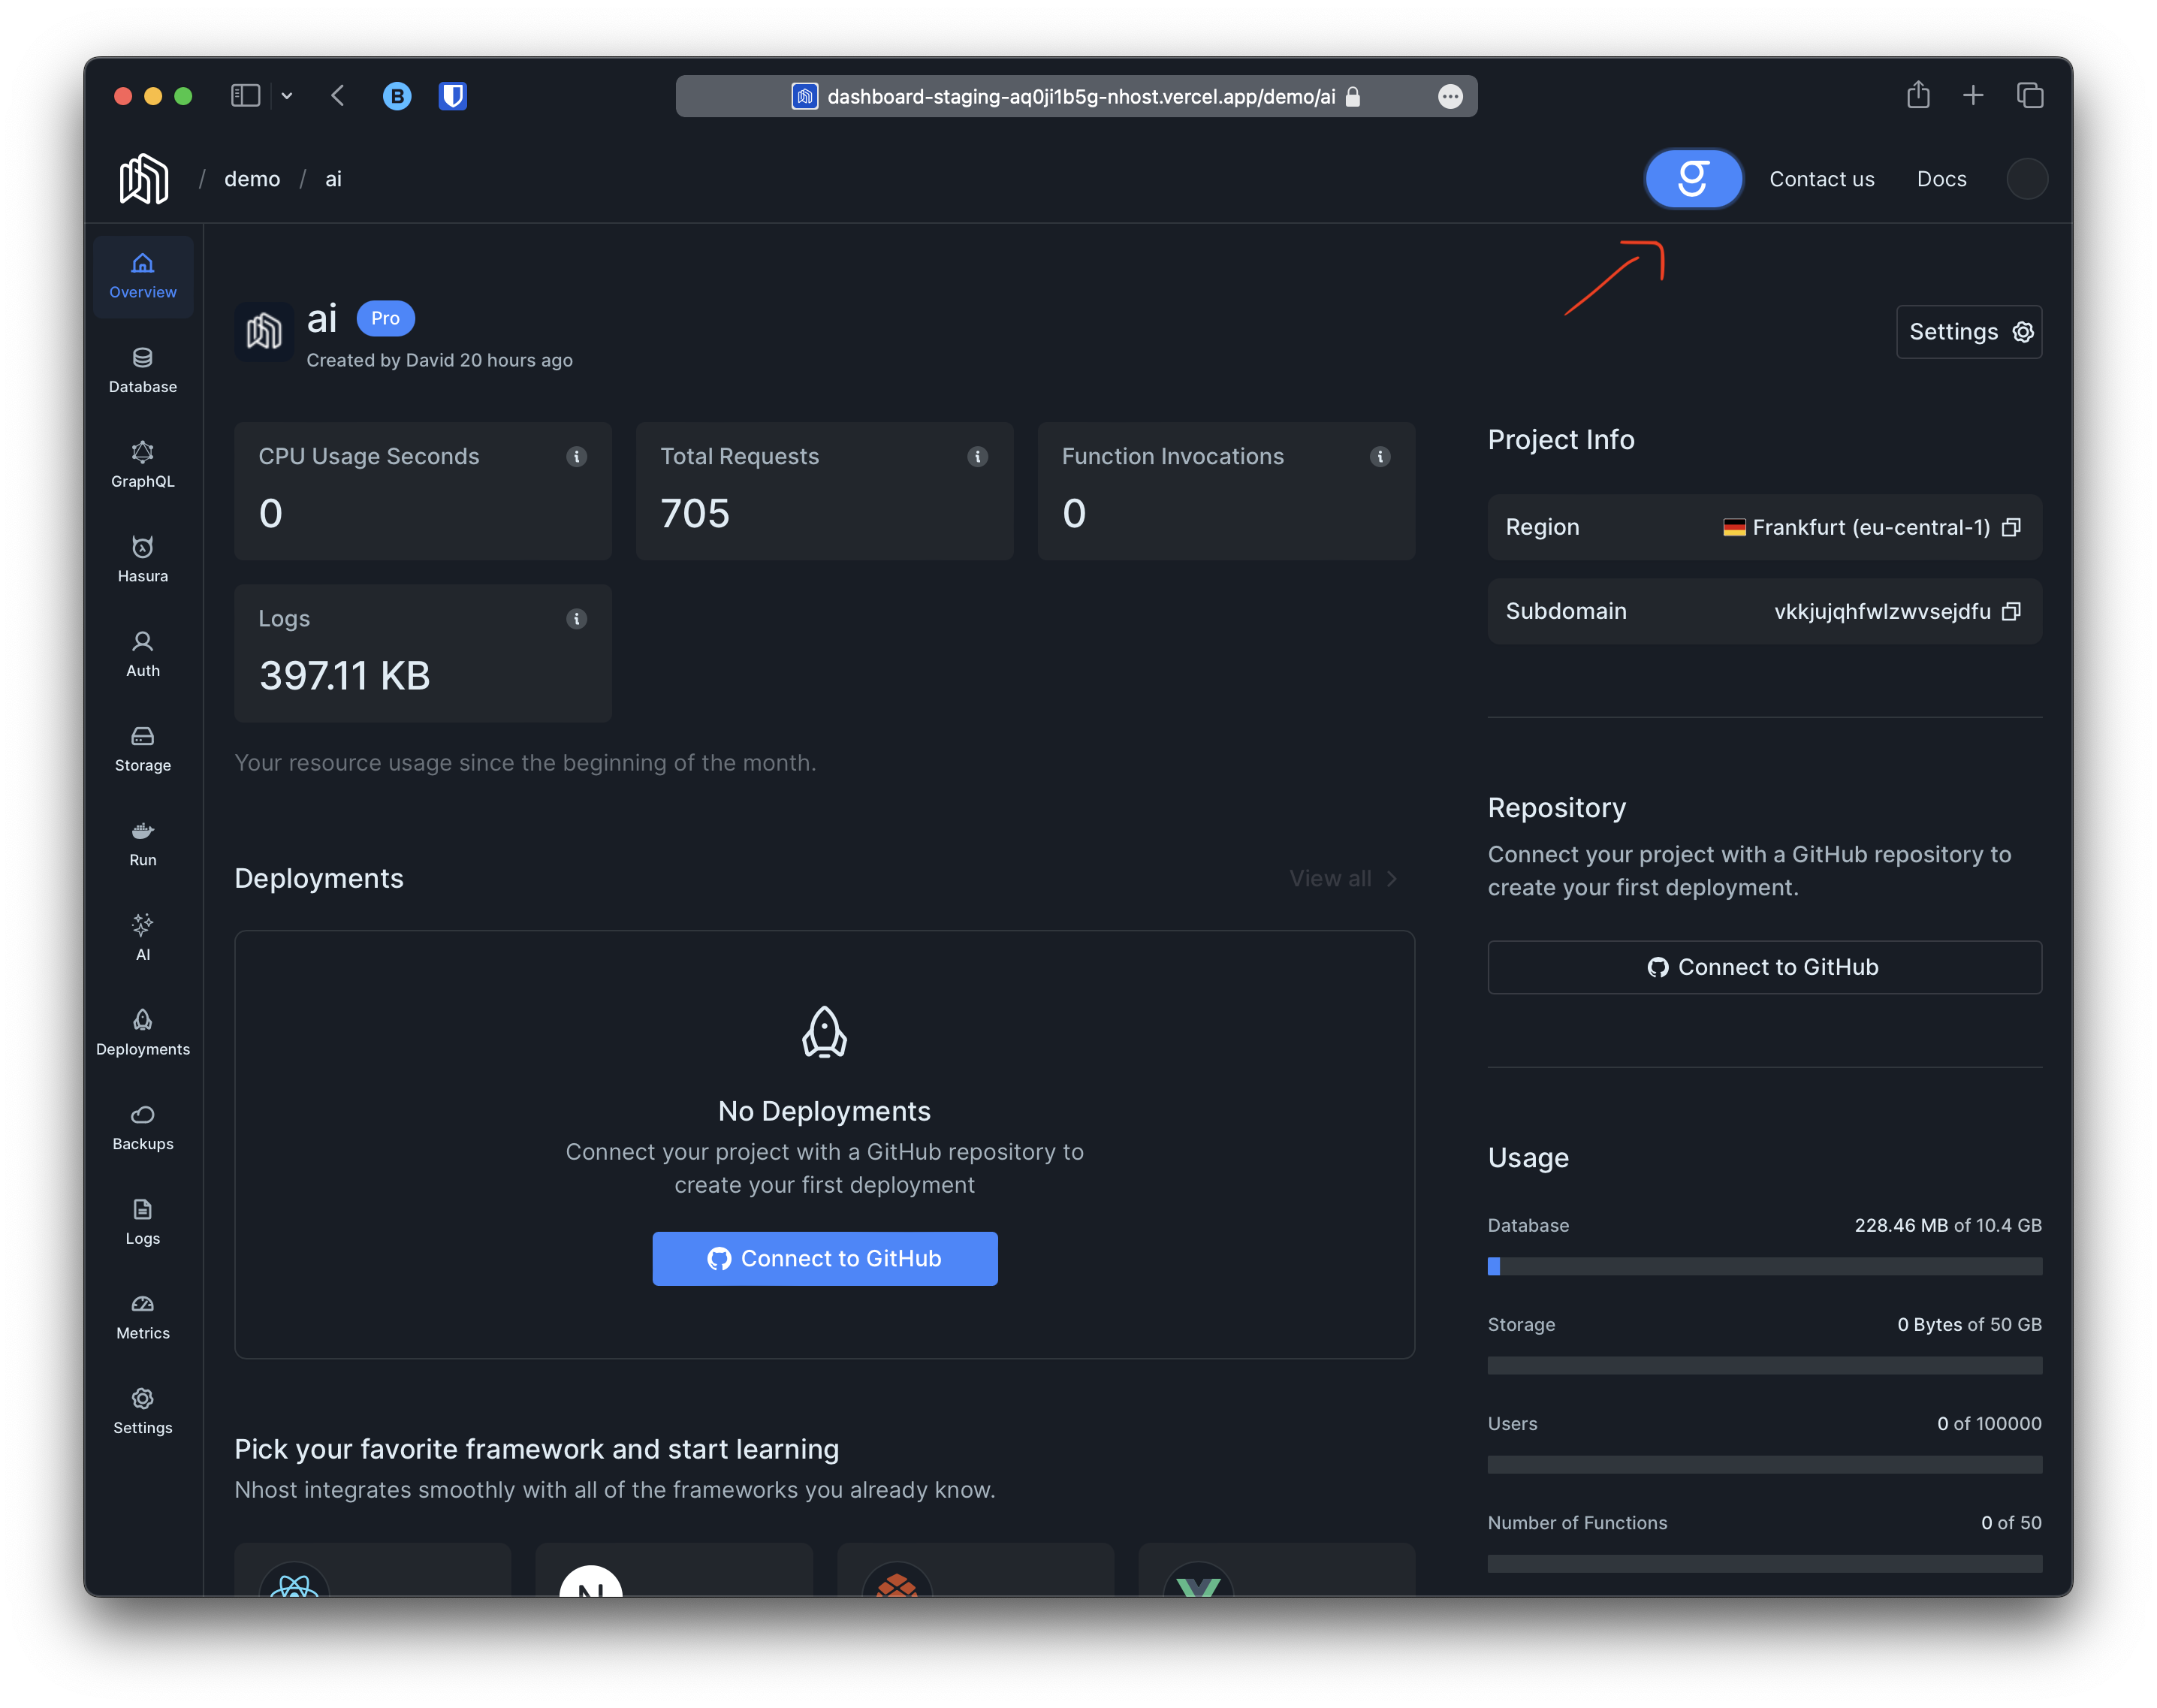 B
dashboard-staging-aq0ji1b5g-nhost.vercel.app/demo/ai
/ demo / ai
g
Contact us
Docs
Overview
Database
GraphQL
Hasura
Auth
Storage
Run
AI
Deployments
Backups
Logs
Metrics
Settings
ai Pro
Created by David 20 hours ago
Settings
CPU Usage Seconds
0
Total Requests
705
Function Invocations
0
Logs
397.11 KB
Your resource usage since the beginning of the month.
Deployments
View all
No Deployments
Connect your project with a GitHub repository to
create your first deployment
Connect to GitHub
Pick your favorite framework and start learning
Nhost integrates smoothly with all of the frameworks you already know.
N
Project Info
Region Frankfurt (eu-central-1)
Subdomain vkkjujqhfwlzwvsejdfu
Repository
Connect your project with a GitHub repository to
create your first deployment.
Connect to GitHub
Usage
Database 228.46 MB of 10.4 GB
Storage 0 Bytes of 50 GB
Users 0 of 100000
Number of Functions 0 of 50